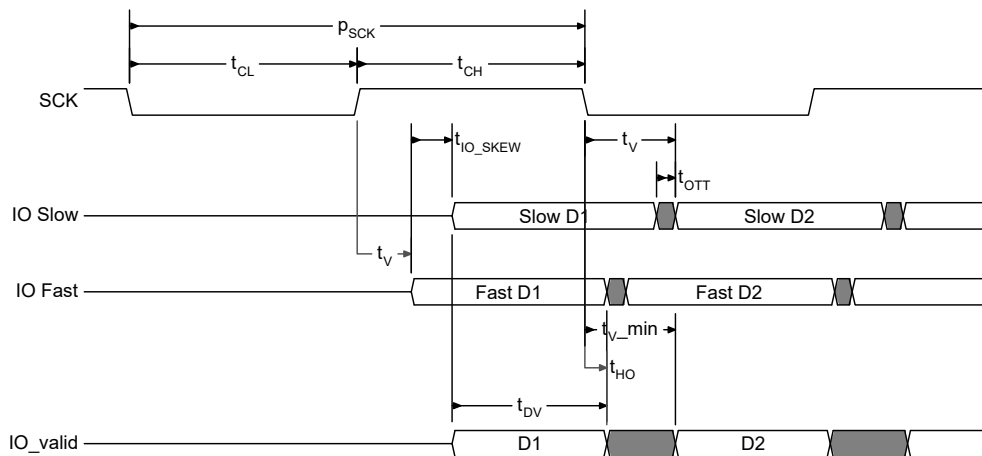 pSCK
tCL
tCH
SCK
tIO_SKEW
tV
tOTT
IO Slow
Slow D1
Slow D2
tV
IO Fast
Fast D1
Fast D2
tV_min
tHO
tDV
IO_valid
D1
D2